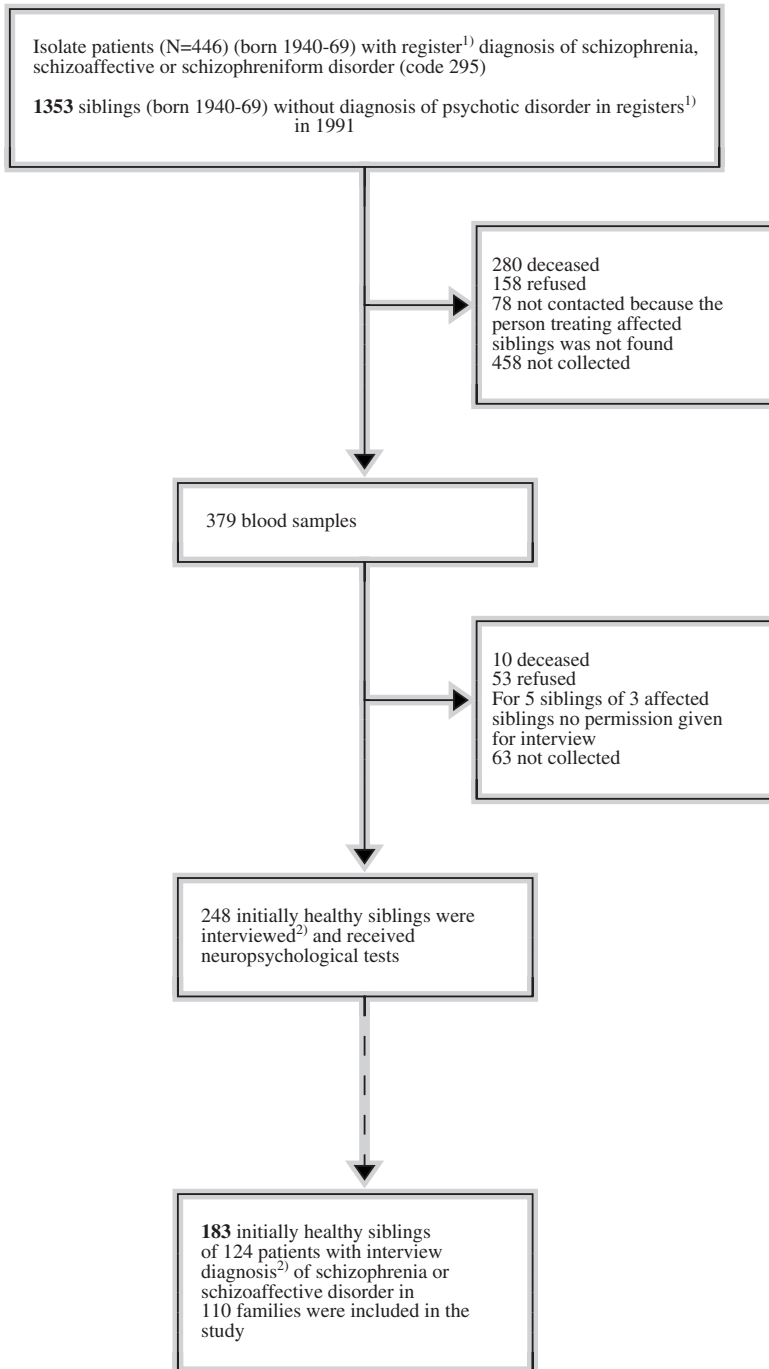 Isolate patients (N=446) (born 1940-69) with register1) diagnosis of schizophrenia,
schizoaffective or schizophreniform disorder (code 295)
1353 siblings (born 1940-69) without diagnosis of psychotic disorder in registers1)
in 1991
280 deceased
158 refused
78 not contacted because the
person treating affected
siblings was not found
458 not collected
379 blood samples
10 deceased
53 refused
For 5 siblings of 3 affected
siblings no permission given
for interview
63 not collected
248 initially healthy siblings were
interviewed2) and received
neuropsychological tests
183 initially healthy siblings
of 124 patients with interview
diagnosis2) of schizophrenia or
schizoaffective disorder in
110 families were included in the
study